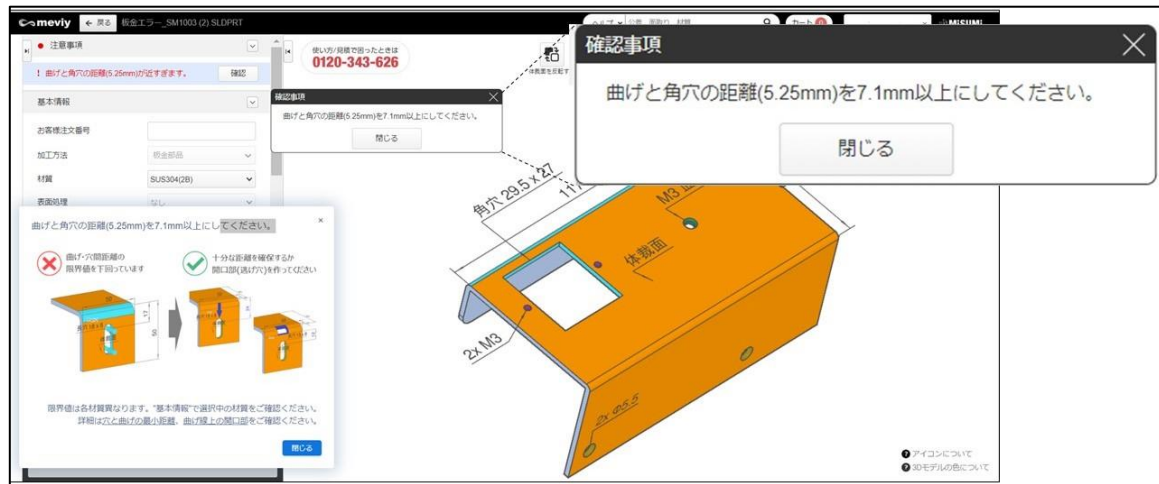 meviy
戻る
板金エラー_SM1003 (2).SLDPRT
MISUMI
注意事項
! 曲げと角穴の距離(5.25mm)が近すぎます。
確認
基本情報
お客様注文番号
加工方法
板金部品
材質
SUS304(2B)
表面処理
なし
使い方/見積で困ったときは
0120-343-626
体裁面を反転す
確認事項
曲げと角穴の距離(5.25mm)を7.1mm以上にしてください。
閉じる
確認事項
曲げと角穴の距離(5.25mm)を7.1mm以上にしてください。
閉じる
曲げと角穴の距離(5.25mm)を7.1mm以上にしてください。
曲げ・穴間距離の
限界値を下回っています
十分な距離を確保するか
開口部(逃げ穴)を作ってください
限界値は各材質異なります。"基本情報"で選択中の材質をご確認ください。
詳細は穴と曲げの最小距離、曲げ線上の開口部をご確認ください。
閉じる
角穴 29.5 x 27
M3
体裁面
2x M3
2x Φ5.5
アイコンについて
3Dモデルの色について